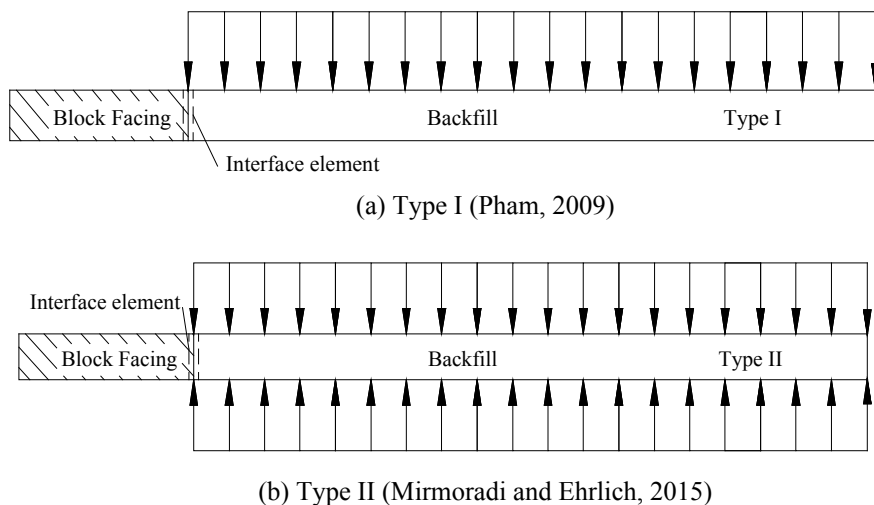 Block Facing
Backfill
Type I
Interface element
(a) Type I (Pham, 2009)
Interface element
Block Facing
Backfill
Type II
(b) Type II (Mirmoradi and Ehrlich, 2015)